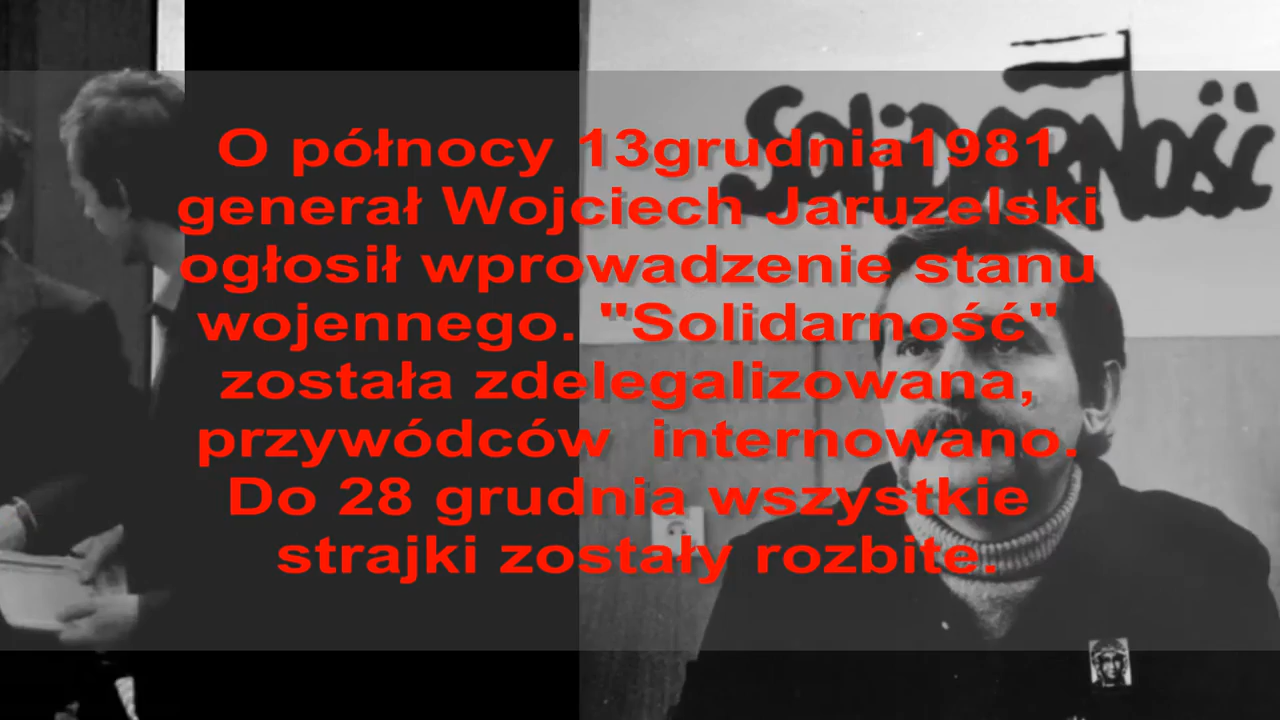 SOLIDARNOŚĆ
O północy 13grudnia1981
generał Wojciech Jaruzelski
ogłosił wprowadzenie stanu
wojennego. "Solidarność"
została zdelegalizowana,
przywódców internowano.
Do 28 grudnia wszystkie
strajki zostały rozbite.